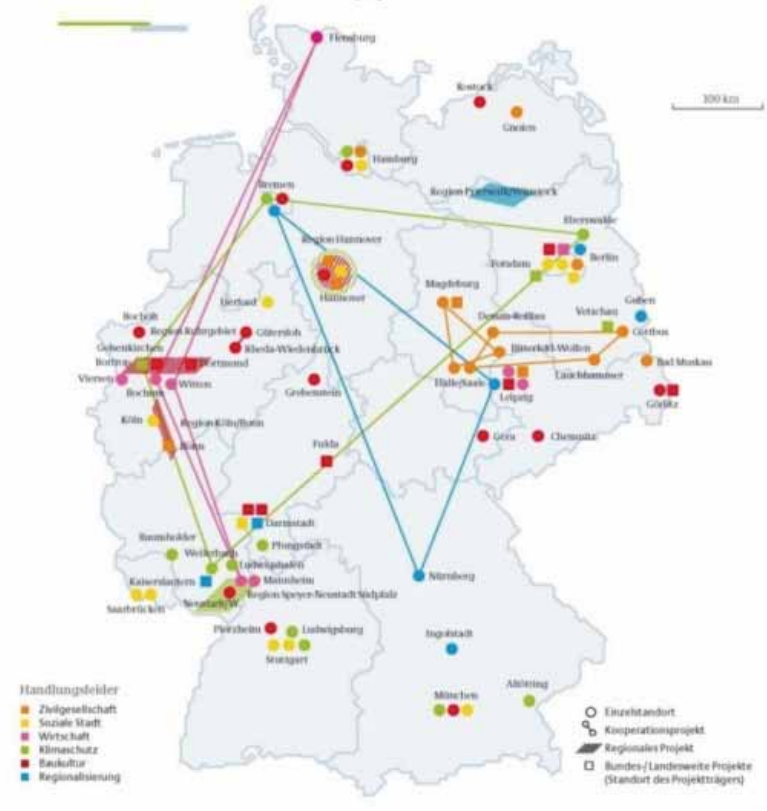 Flensburg
Rostock
Gnoien
100 km
Hamburg
Bremen
Eberswalde
Region Hannover
Berlin
Potsdam
Hannover
Magdeburg
Guben
Vetschau
Dessau-Roßlau
Cottbus
Bocholt
Region Ruhrgebiet
Gütersloh
Gelsenkirchen
Rheda-Wiedenbrück
Bitterfeld-Wolfen
Bottrop
Dortmund
Bad Muskau
Lauchhammer
Viersen
Witten
Halle/Saale
Bochum
Grebenstein
Leipzig
Görlitz
Köln
Region Köln/Bonn
Bonn
Gera
Chemnitz
Fulda
Darmstadt
Baumholder
Pfungstadt
Weilerbach
Ludwigshafen
Kaiserslautern
Mannheim
Nürnberg
Neustadt/W.
Region Speyer-Neustadt Südpfalz
Saarbrücken
Pforzheim
Ludwigsburg
Ingolstadt
Stuttgart
Altötting
München
Handlungsfelder
Zivilgesellschaft
Soziale Stadt
Wirtschaft
Klimaschutz
Baukultur
Regionalisierung
Einzelstandort
Kooperationsprojekt
Regionales Projekt
Bundes-/Landesweite Projekte
(Standort des Projektträgers)